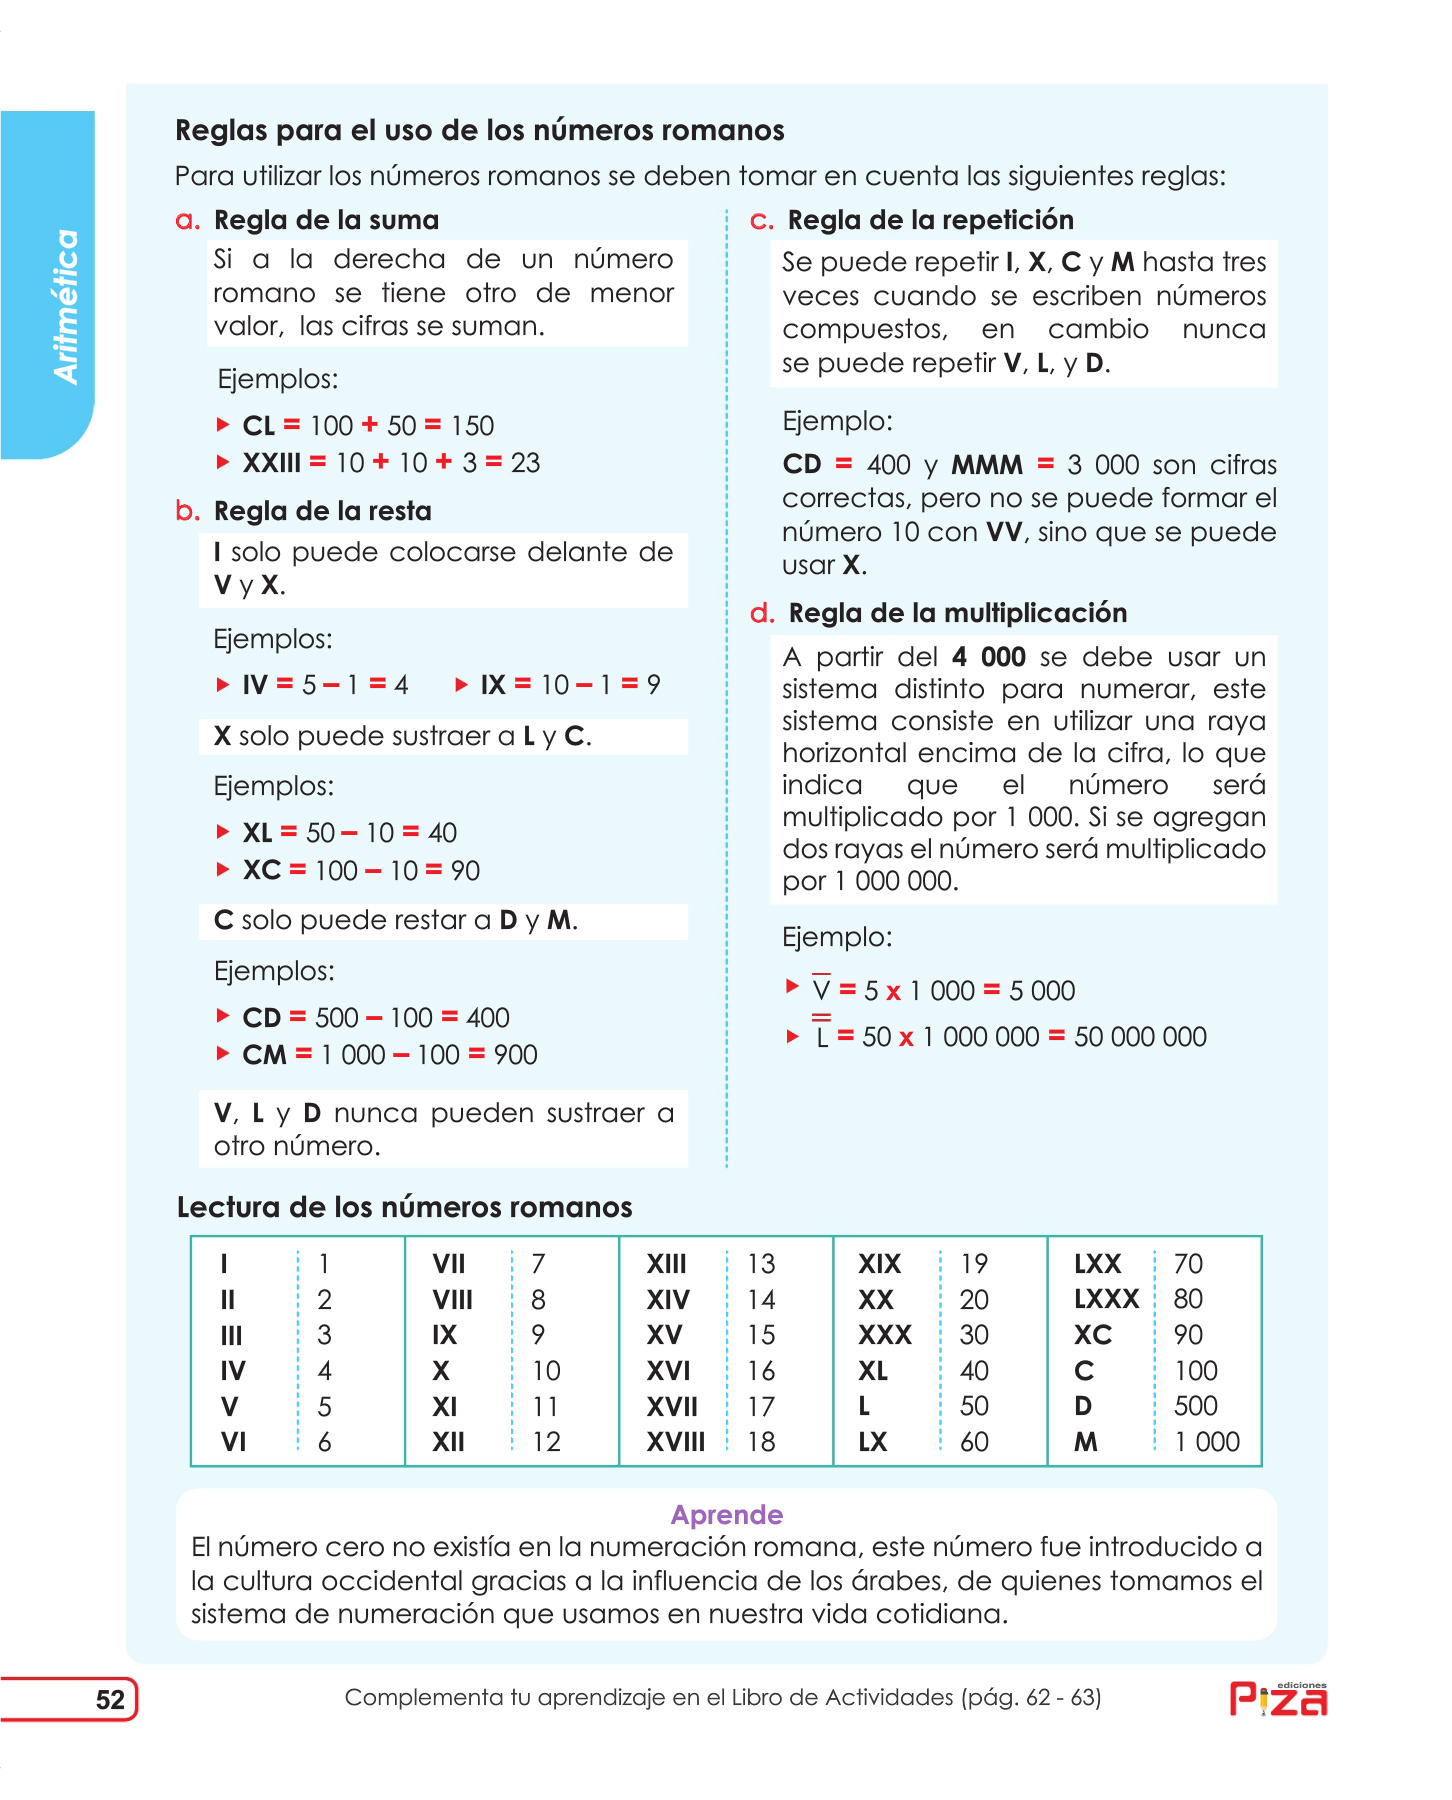 Aritmética
Reglas para el uso de los números romanos
Para utilizar los números romanos se deben tomar en cuenta las siguientes reglas:
a. Regla de la suma
Si a la derecha de un número
romano se tiene otro de menor
valor, las cifras se suman.
Ejemplos:
CL = 100 + 50 = 150
XXIII = 10 + 10 + 3 = 23
b. Regla de la resta
I solo puede colocarse delante de
V y X.
Ejemplos:
IV = 5 – 1 = 4 IX = 10 – 1 = 9
X solo puede sustraer a L y C.
Ejemplos:
XL = 50 – 10 = 40
XC = 100 – 10 = 90
C solo puede restar a D y M.
Ejemplos:
CD = 500 – 100 = 400
CM = 1 000 – 100 = 900
V, L y D nunca pueden sustraer a
otro número.
c. Regla de la repetición
Se puede repetir I, X, C y M hasta tres
veces cuando se escriben números
compuestos, en cambio nunca
se puede repetir V, L, y D.
Ejemplo:
CD = 400 y MMM = 3 000 son cifras
correctas, pero no se puede formar el
número 10 con VV, sino que se puede
usar X.
d. Regla de la multiplicación
A partir del 4 000 se debe usar un
sistema distinto para numerar, este
sistema consiste en utilizar una raya
horizontal encima de la cifra, lo que
indica que el número será
multiplicado por 1 000. Si se agregan
dos rayas el número será multiplicado
por 1 000 000.
Ejemplo:
V̅ = 5 x 1 000 = 5 000
L̿ = 50 x 1 000 000 = 50 000 000
Lectura de los números romanos
I 1 VII 7 XIII 13 XIX 19 LXX 70
II 2 VIII 8 XIV 14 XX 20 LXXX 80
III 3 IX 9 XV 15 XXX 30 XC 90
IV 4 X 10 XVI 16 XL 40 C 100
V 5 XI 11 XVII 17 L 50 D 500
VI 6 XII 12 XVIII 18 LX 60 M 1 000
Aprende
El número cero no existía en la numeración romana, este número fue introducido a
la cultura occidental gracias a la influencia de los árabes, de quienes tomamos el
sistema de numeración que usamos en nuestra vida cotidiana.
52
Complementa tu aprendizaje en el Libro de Actividades (pág. 62 - 63)
ediciones
Piza